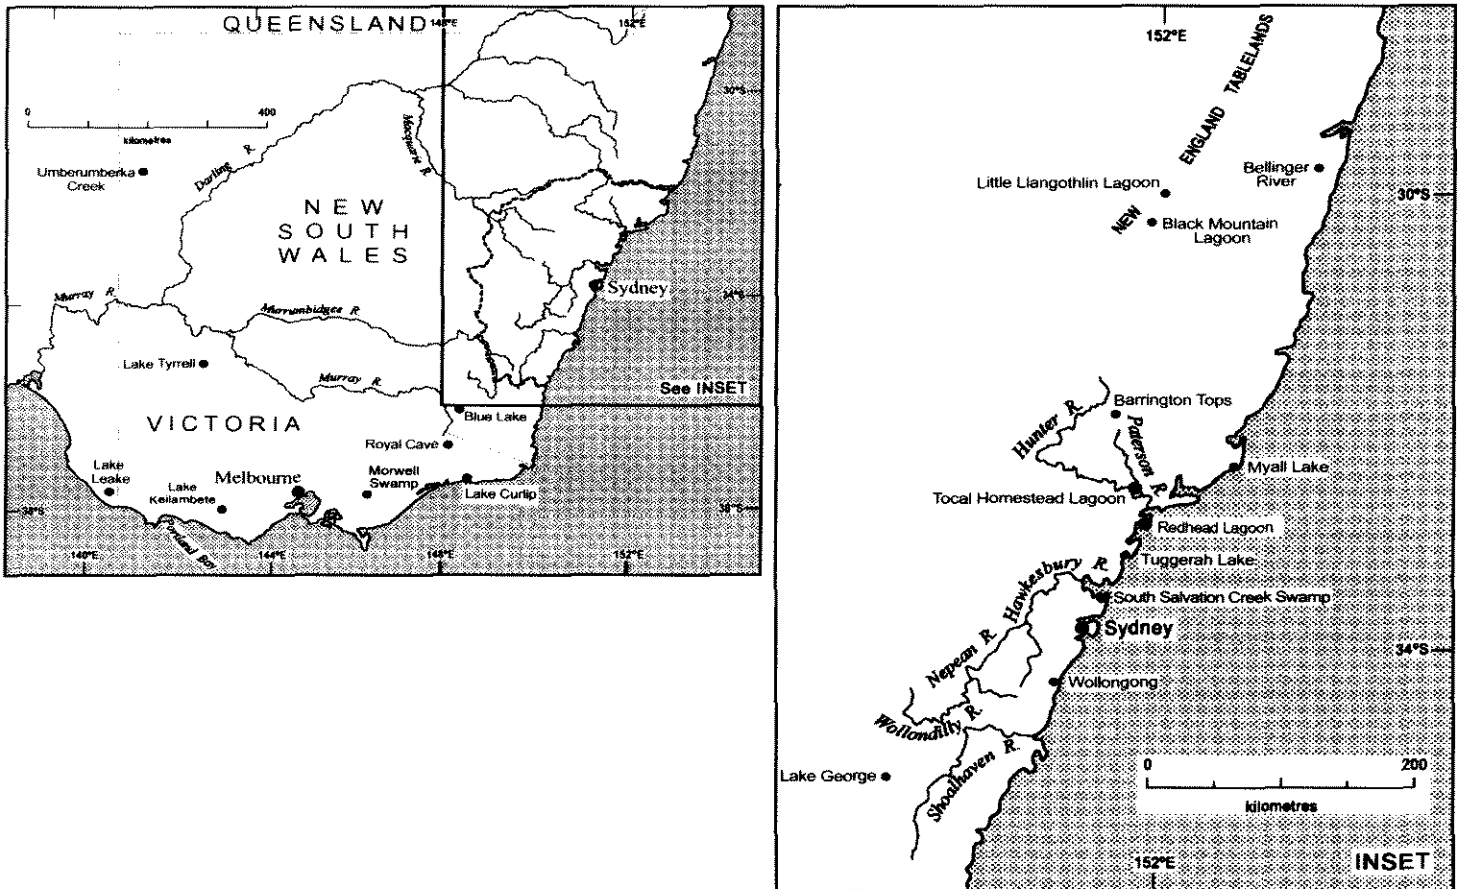 QUEENSLAND
148°E
152°E
30°S
0
400
kilometres
Umberumberka
Creek
Darling R.
Macquarie R.
NEW
SOUTH
WALES
Sydney
34°S
Murray R.
Murrumbidgee R.
Lake Tyrrell
Murray R.
See INSET
Blue Lake
VICTORIA
Royal Cave
Lake
Leake
Lake
Keilambete
Melbourne
Morwell
Swamp
Lake Curlip
38°S
38°S
Portland Bay
140°E
144°E
148°E
152°E
152°E
NEW ENGLAND TABLELANDS
Bellinger
River
Little Llangothlin Lagoon
30°S
Black Mountain
Lagoon
Barrington Tops
Hunter R.
Paterson R.
Myall Lake
Tocal Homestead Lagoon
Redhead Lagoon
Tuggerah Lake
Hawkesbury R.
South Salvation Creek Swamp
Sydney
Nepean R.
34°S
Wollongong
Wollondilly R.
Shoalhaven R.
Lake George
0
200
kilometres
152°E
INSET